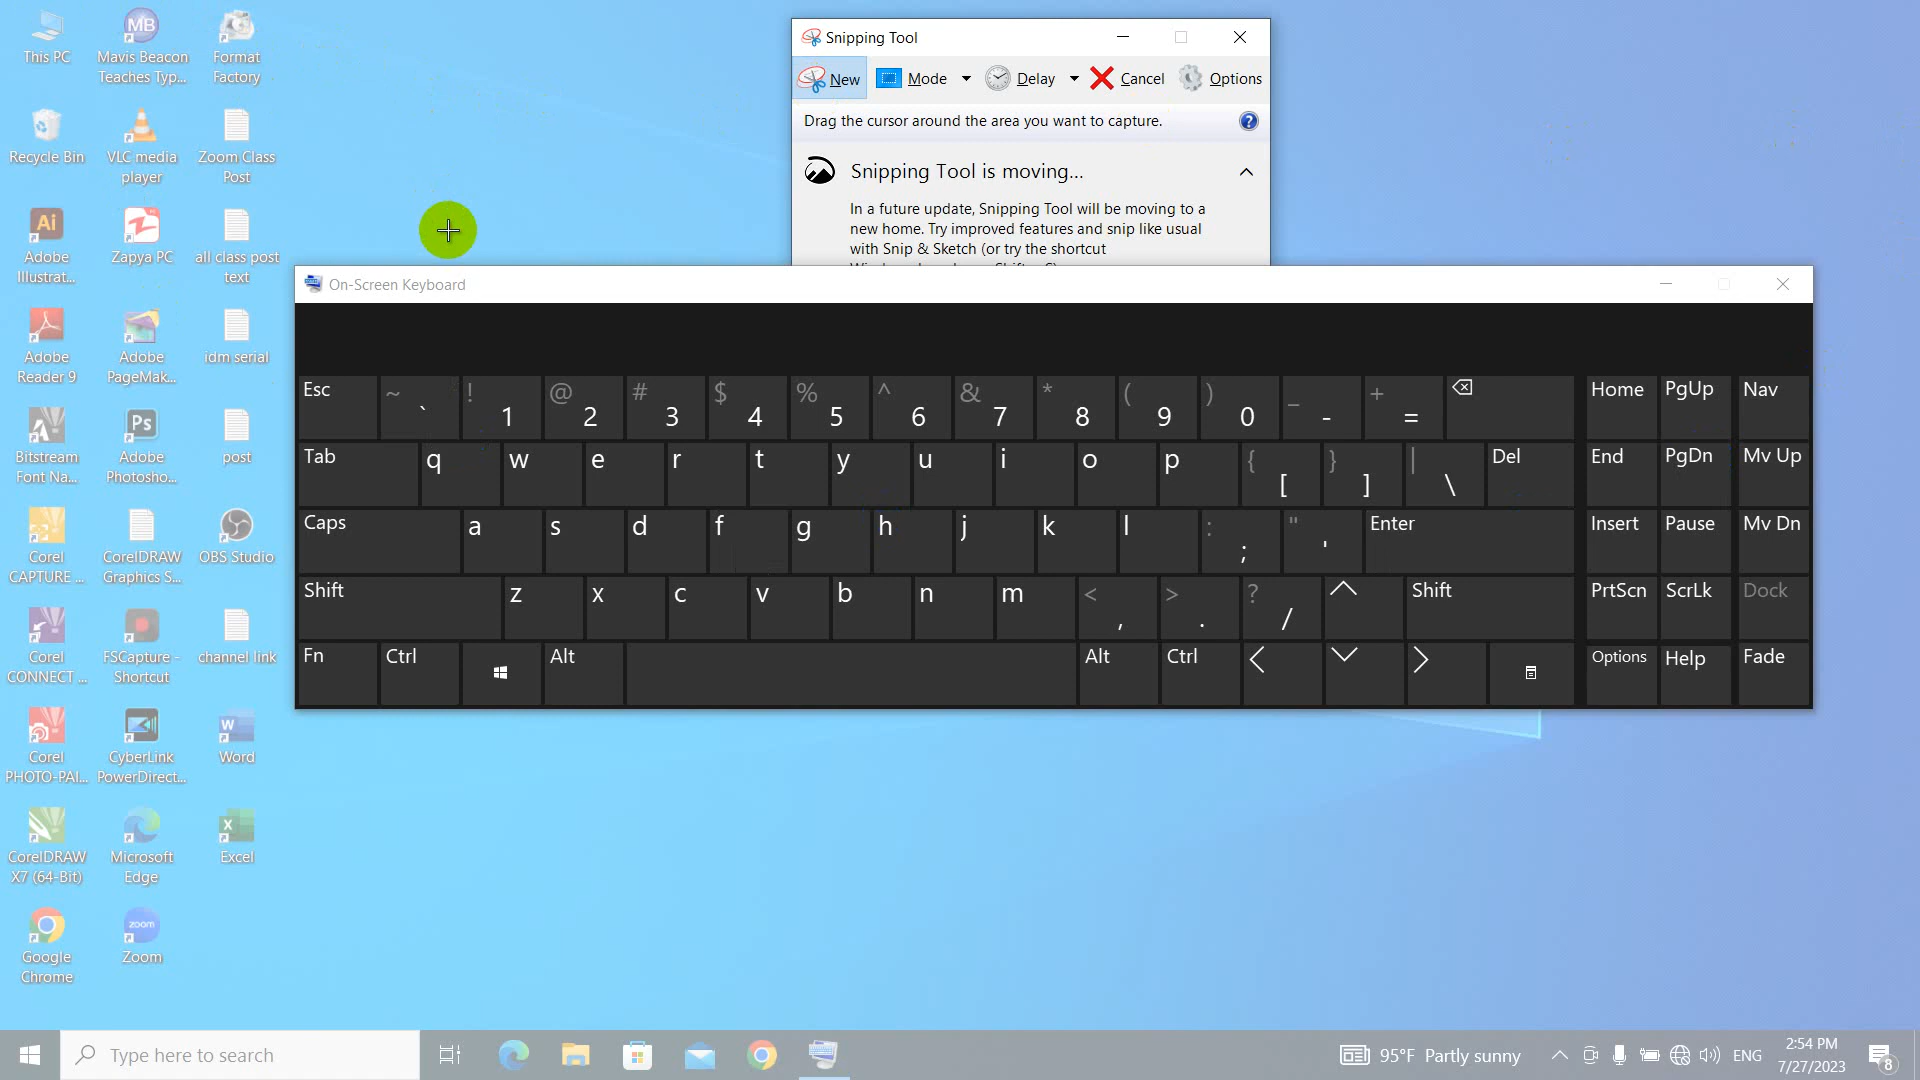 This PC
Mavis Beacon
Teaches Typ...
Format
Factory
Recycle Bin
VLC media
player
Zoom Class
Post
Adobe
Illustrat...
Zapya PC
all class post
text
Adobe
Reader 9
Adobe
PageMak...
idm serial
Bitstream
Font Na...
Adobe
Photosho...
post
Corel
CAPTURE ...
CorelDRAW
Graphics S...
OBS Studio
Corel
CONNECT ...
FSCapture -
Shortcut
channel link
Corel
PHOTO-PAI...
CyberLink
PowerDirect...
Word
CorelDRAW
X7 (64-Bit)
Microsoft
Edge
Excel
Google
Chrome
Zoom
Snipping Tool
New Mode Delay Cancel Options
Drag the cursor around the area you want to capture.
Snipping Tool is moving...
In a future update, Snipping Tool will be moving to a
new home. Try improved features and snip like usual
with Snip & Sketch (or try the shortcut
On-Screen Keyboard
Esc ~ ` ! 1 @ 2 # 3 $ 4 % 5 ^ 6 & 7 * 8 ( 9 ) 0 _ - + = Home PgUp Nav
Tab q w e r t y u i o p { [ } ] | \ Del End PgDn Mv Up
Caps a s d f g h j k l : ; " ' Enter Insert Pause Mv Dn
Shift z x c v b n m < , > . ? / Shift PrtScn ScrLk Dock
Fn Ctrl Alt Alt Ctrl Options Help Fade
Type here to search
95°F Partly sunny
ENG
2:54 PM
7/27/2023
8